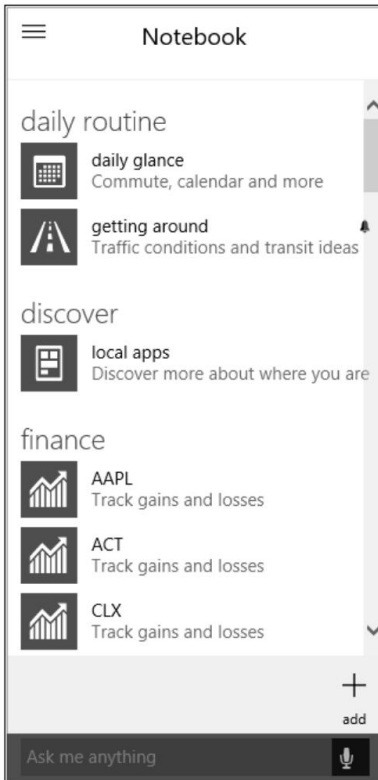 Notebook
daily routine
daily glance
Commute, calendar and more
getting around
Traffic conditions and transit ideas
discover
local apps
Discover more about where you are
finance
AAPL
Track gains and losses
ACT
Track gains and losses
CLX
Track gains and losses
add
Ask me anything